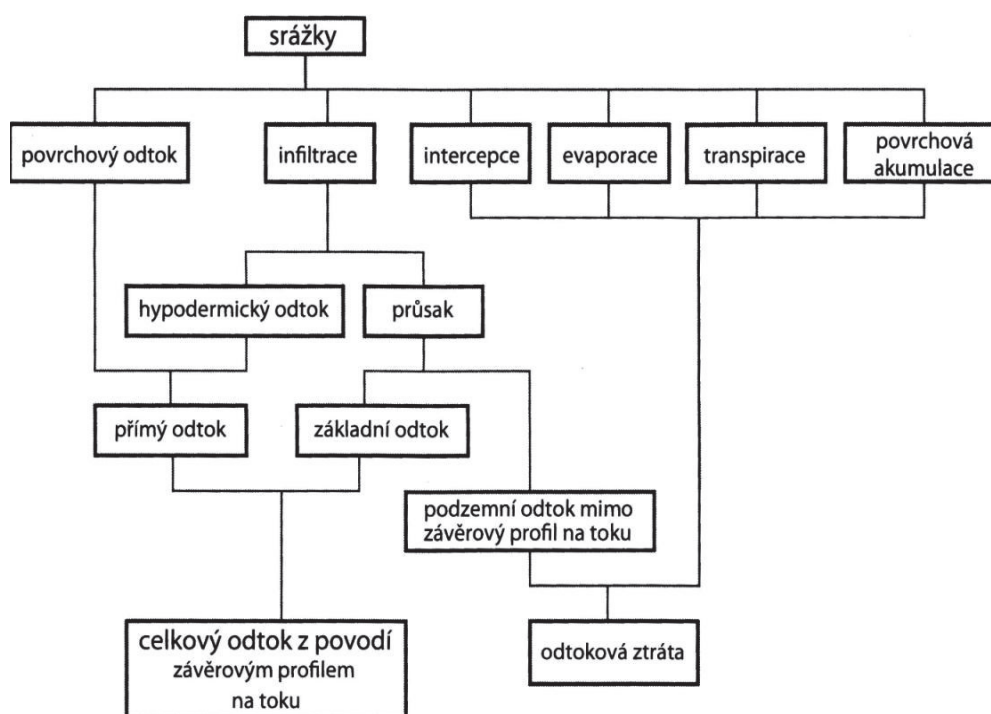 srážky
povrchový odtok
infiltrace
intercepce
evaporace
transpirace
povrchová
akumulace
hypodermický odtok
průsak
přímý odtok
základní odtok
podzemní odtok mimo
závěrový profil na toku
celkový odtok z povodí
závěrovým profilem
na toku
odtoková ztráta